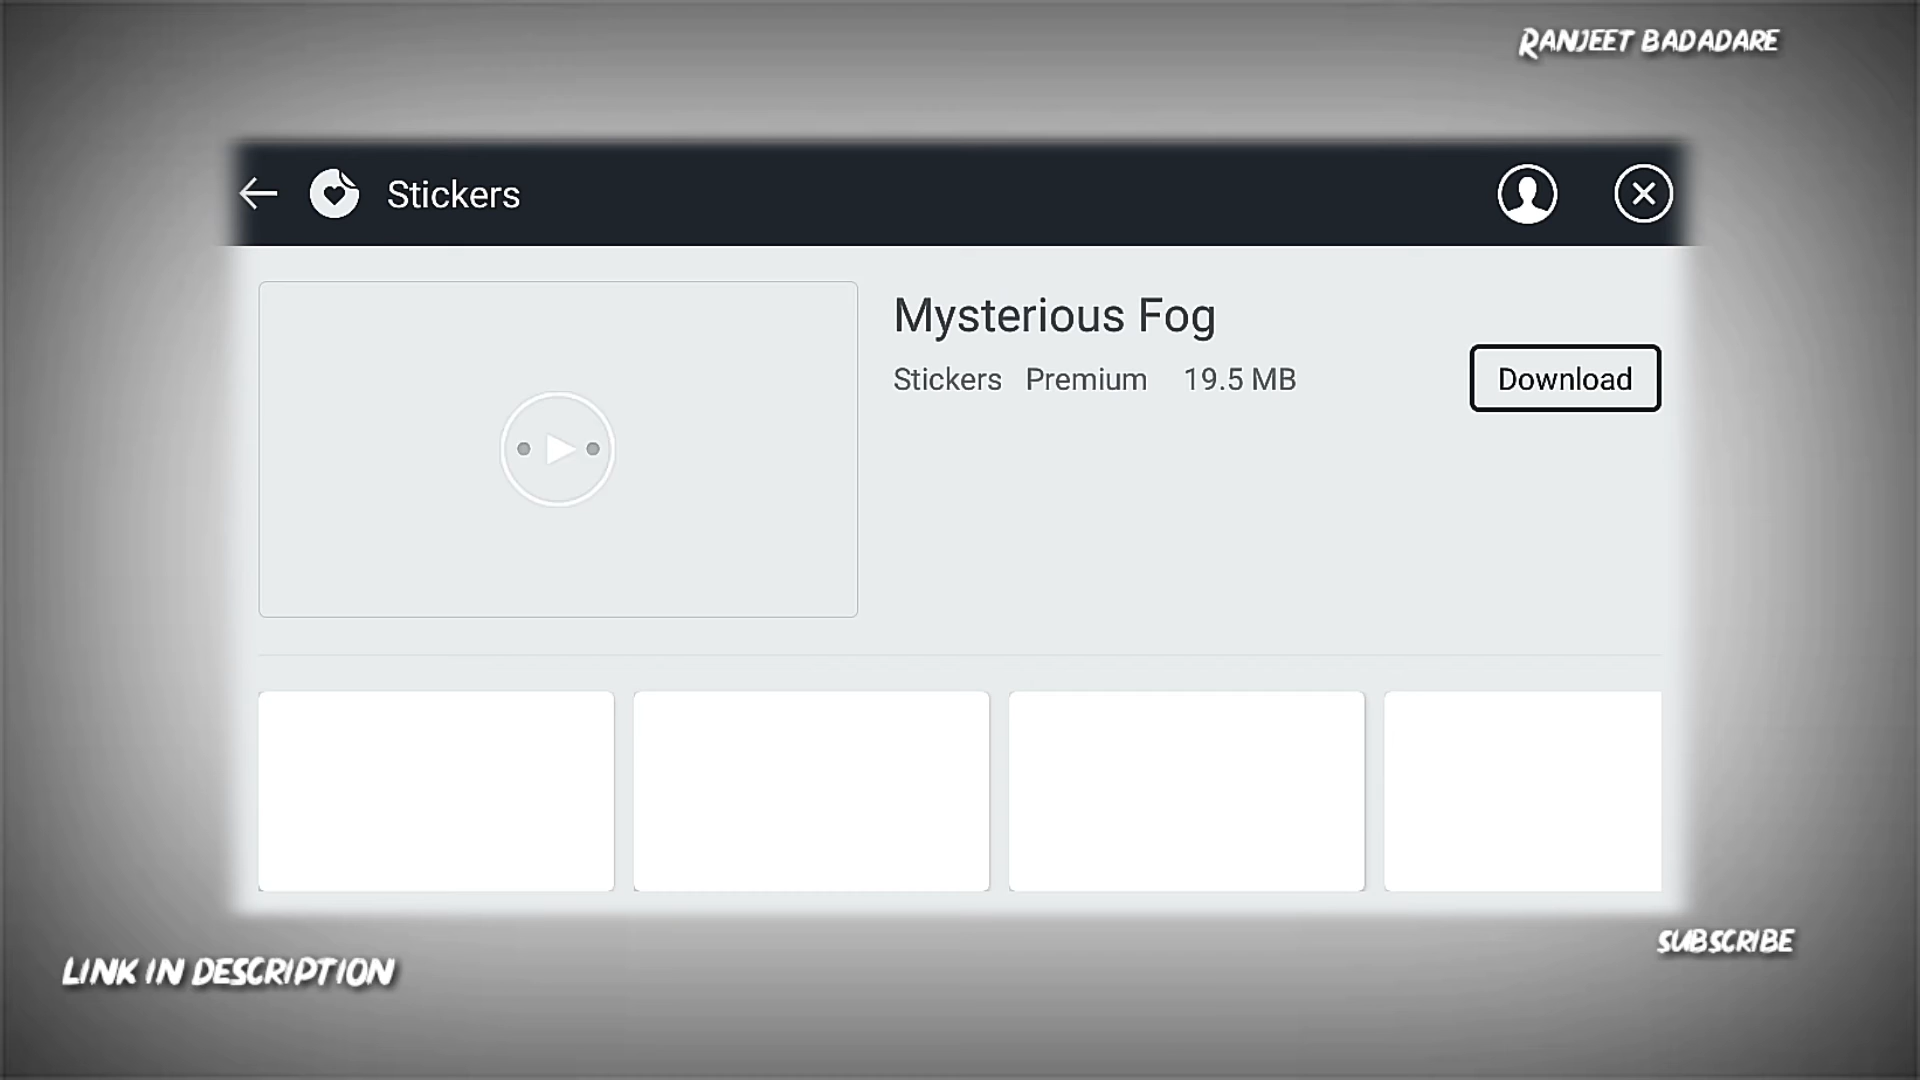 RANJEET BADADARE
Stickers
Mysterious Fog
Stickers Premium 19.5 MB
Download
SUBSCRIBE
LINK IN DESCRIPTION